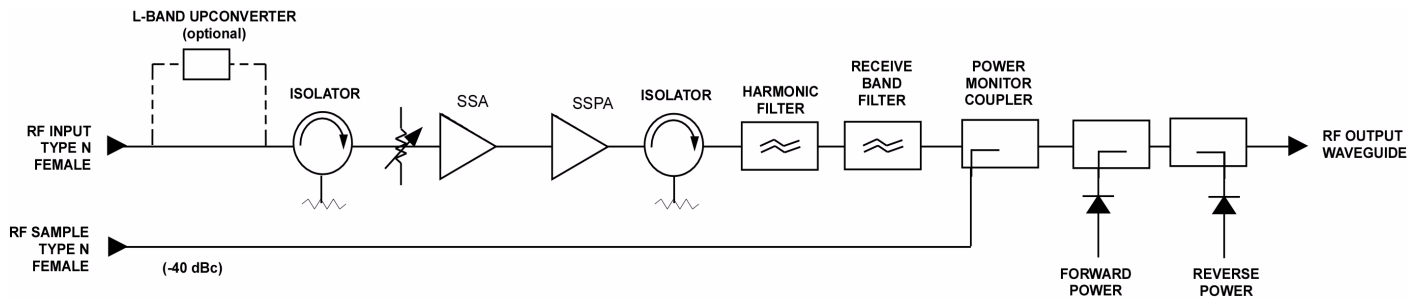 L-BAND UPCONVERTER
(optional)
RF INPUT
TYPE N
FEMALE
ISOLATOR
SSA
SSPA
ISOLATOR
HARMONIC
FILTER
RECEIVE
BAND
FILTER
POWER
MONITOR
COUPLER
RF OUTPUT
WAVEGUIDE
RF SAMPLE
TYPE N
FEMALE
(-40 dBc)
FORWARD
POWER
REVERSE
POWER